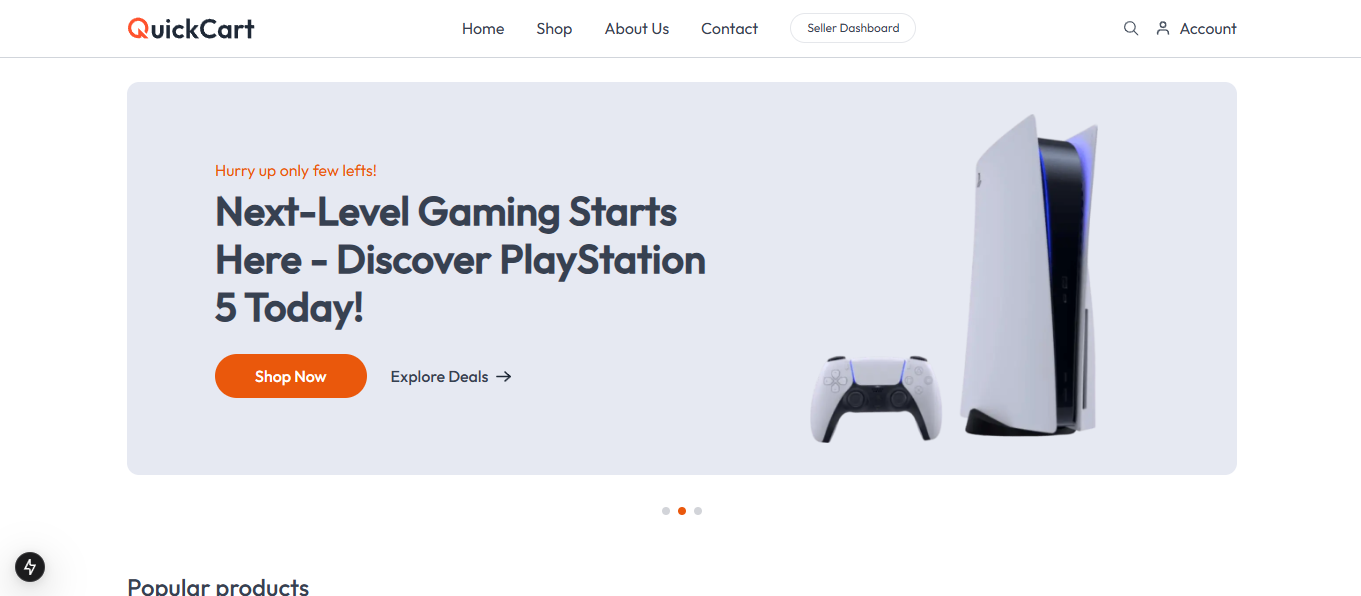 QuickCart
Home
Shop
About Us
Contact
Seller Dashboard
Account
Hurry up only few lefts!
Next-Level Gaming Starts
Here - Discover PlayStation
5 Today!
Shop Now
Explore Deals
Popular products